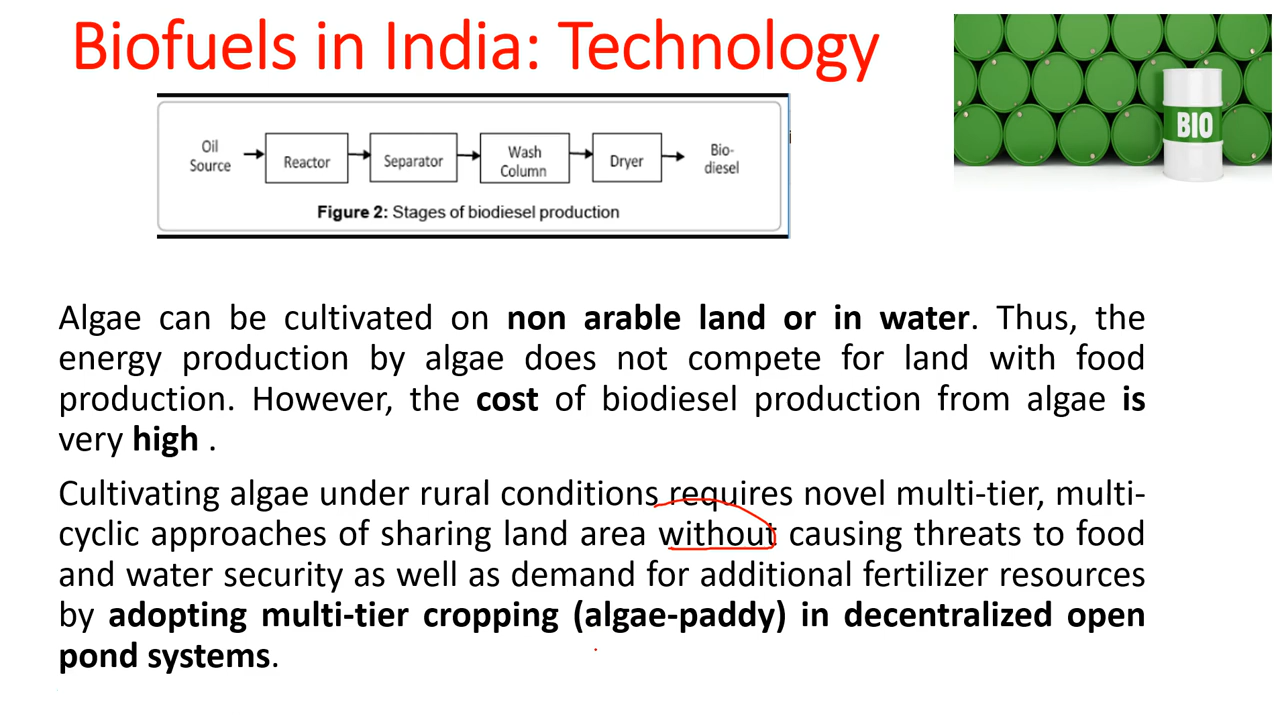 Biofuels in India: Technology
BIO
Oil
Source
Reactor
Separator
Wash
Column
Dryer
Bio-
diesel
Figure 2: Stages of biodiesel production
Algae can be cultivated on non arable land or in water. Thus, the
energy production by algae does not compete for land with food
production. However, the cost of biodiesel production from algae is
very high .
Cultivating algae under rural conditions requires novel multi-tier, multi-
cyclic approaches of sharing land area without causing threats to food
and water security as well as demand for additional fertilizer resources
by adopting multi-tier cropping (algae-paddy) in decentralized open
pond systems.